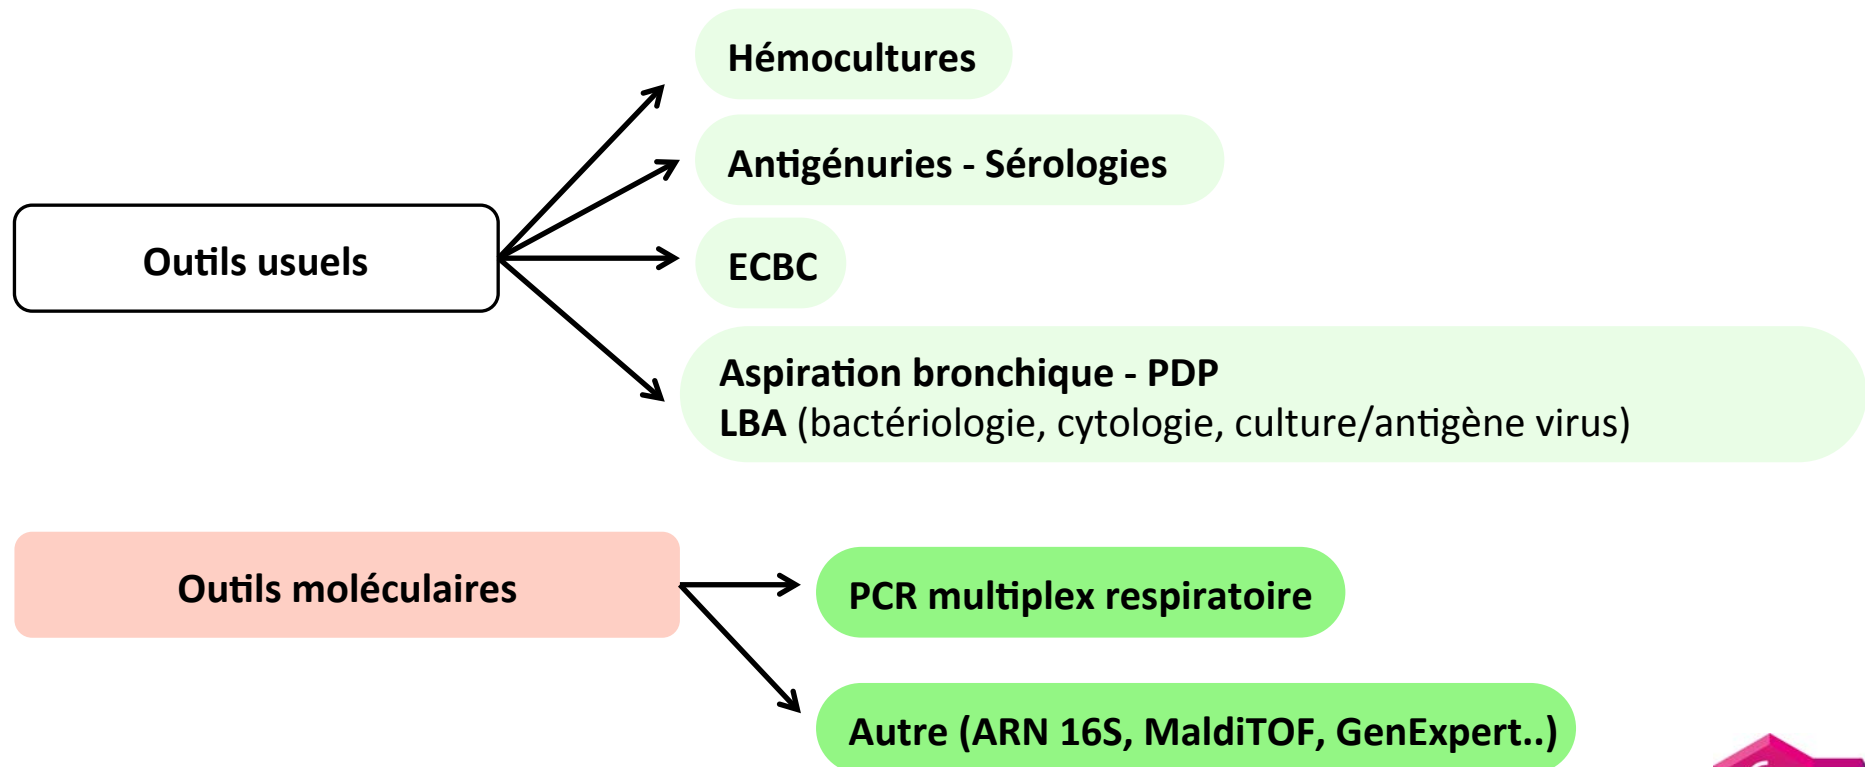 Hémocultures
Antigénuries - Sérologies
Outils usuels
ECBC
Aspiration bronchique - PDP
LBA (bactériologie, cytologie, culture/antigène virus)
Outils moléculaires
PCR multiplex respiratoire
Autre (ARN 16S, MaldiTOF, GenExpert..)